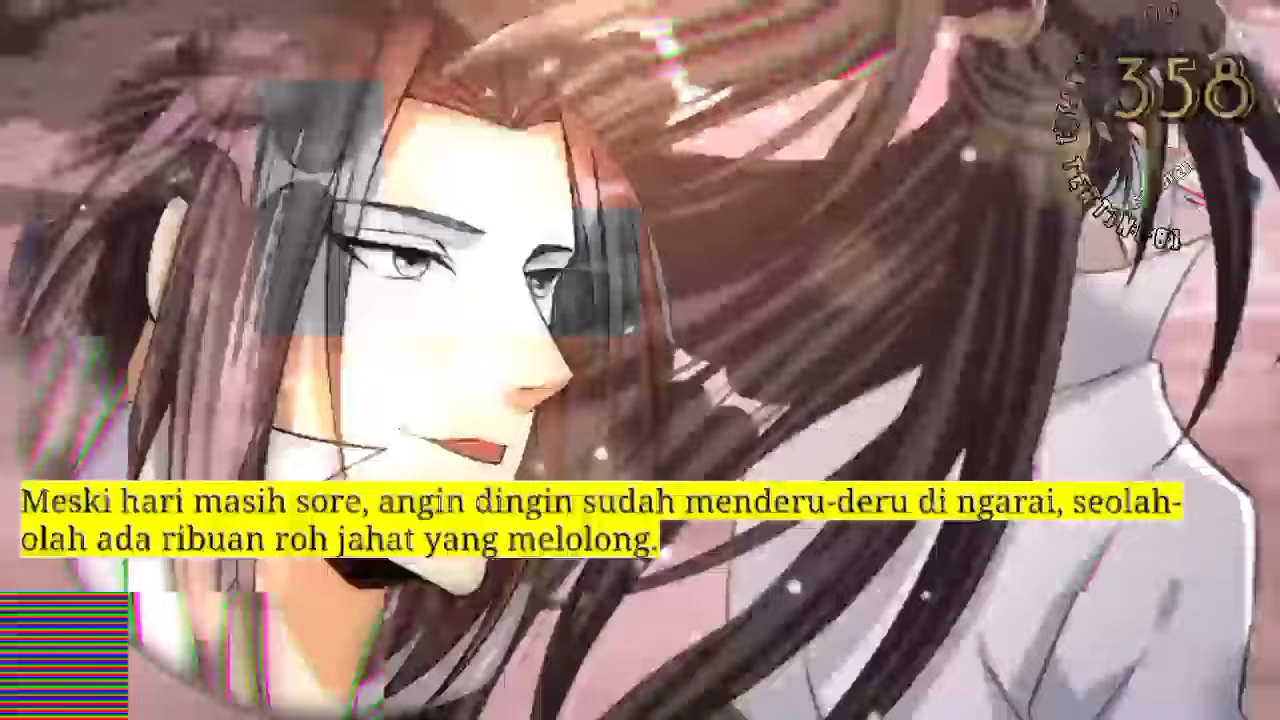 358
Meski hari masih sore, angin dingin sudah menderu-deru di ngarai, seolah-
olah ada ribuan roh jahat yang melolong.